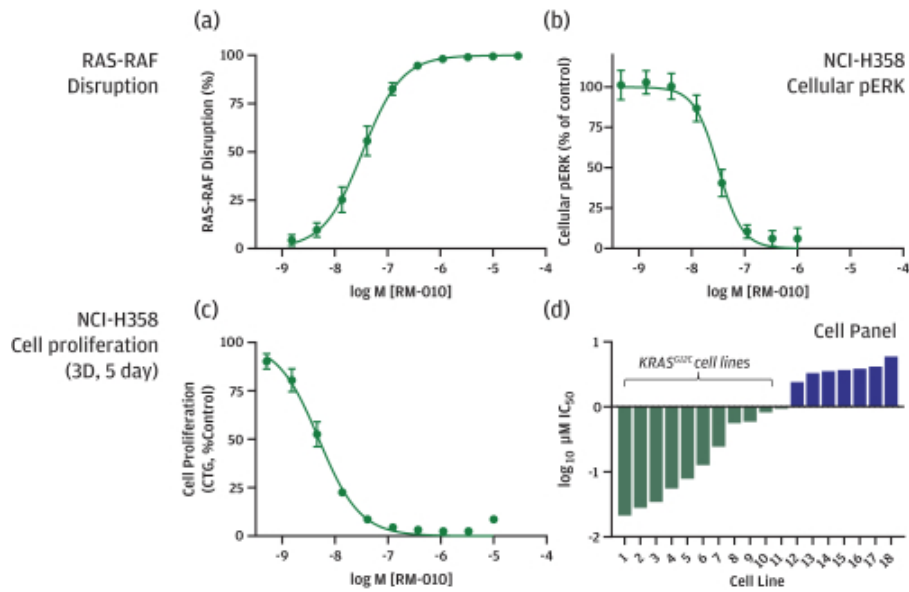 (a)
RAS-RAF
Disruption
RAS-RAF Disruption (%)
100
75
50
25
0
-9 -8 -7 -6 -5 -4
log M [RM-010]
(b)
NCI-H358
Cellular pERK
Cellular pERK (% of control)
100
75
50
25
0
-9 -8 -7 -6 -5 -4
log M [RM-010]
(c)
NCI-H358
Cell proliferation
(3D, 5 day)
Cell Proliferation
(CTG, %Control)
100
75
50
25
0
-9 -8 -7 -6 -5 -4
log M [RM-010]
(d)
Cell Panel
KRASG12C cell lines
log10 µM IC50
1
0
-1
-2
1 2 3 4 5 6 7 8 9 10 11 12 13 14 15 16 17 18
Cell Line